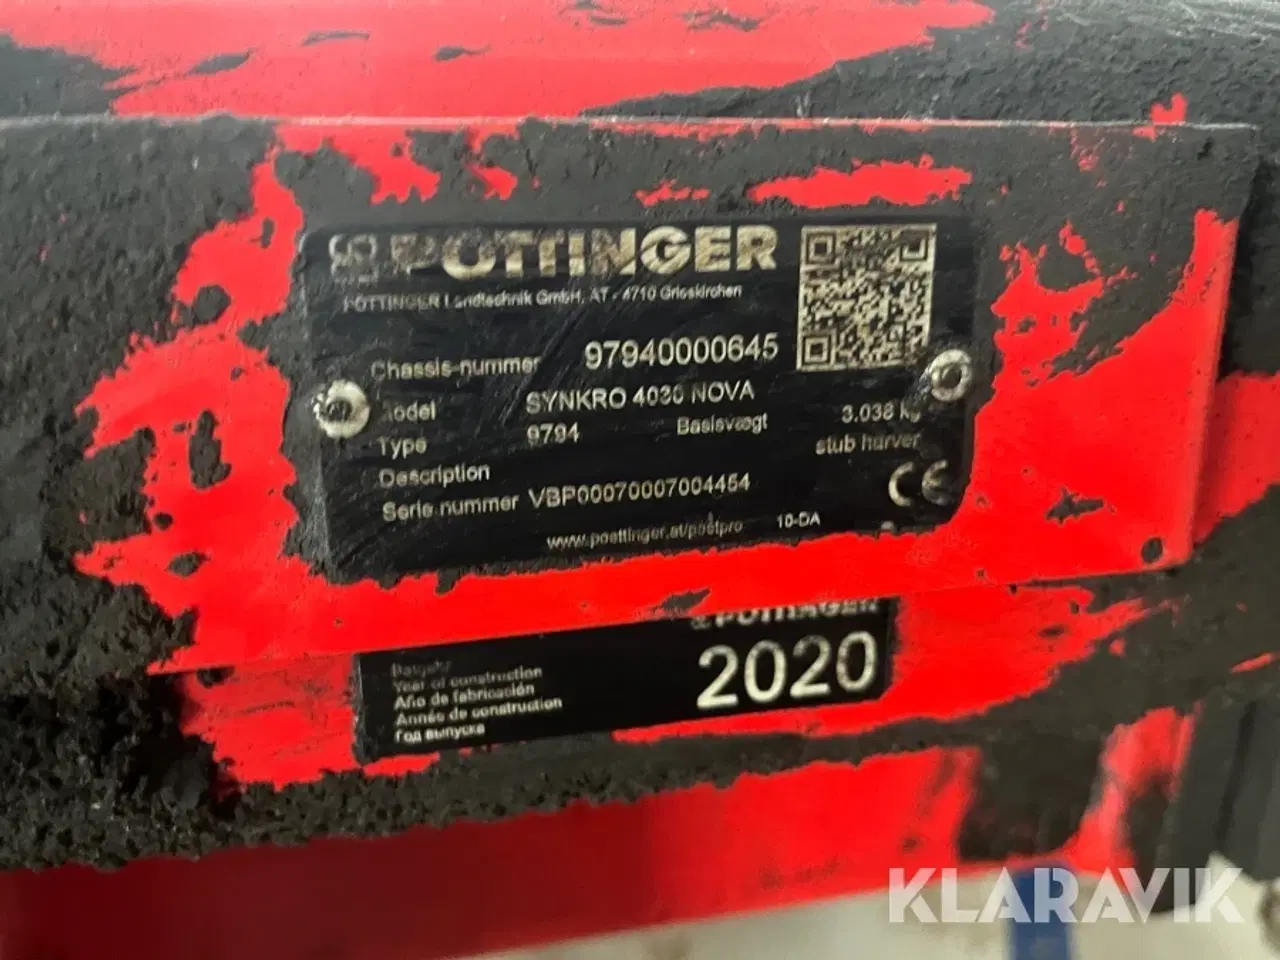 PÖTTINGER
PÖTTINGER Landtechnik GmbH, AT - 4710 Grieskirchen
Chassis-nummer 97940000645
Model SYNKRO 4030 NOVA
Type 9794 Basisvægt 3.038 kg
Description stub harver
Serie nummer VBP00070007004454
CE
www.poettinger.at/poetpro 10-DA
PÖTTINGER
Baujahr
Year of construction
Año de fabricación
Année de construction
Год выпуска
2020
KLARAVIK